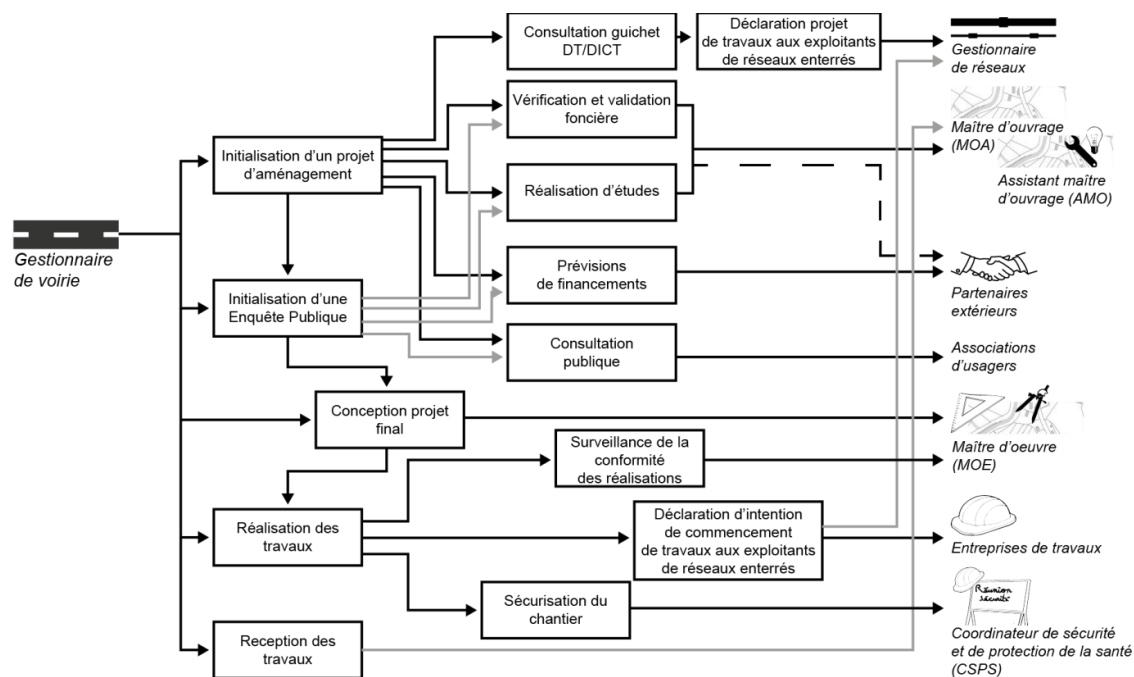 Consultation guichet
DT/DICT
Déclaration projet
de travaux aux exploitants
de réseaux enterrés
Gestionnaire
de réseaux
Vérification et validation
foncière
Maître d'ouvrage
(MOA)
Initialisation d'un projet
d'aménagement
Réalisation d'études
Assistant maître
d'ouvrage (AMO)
Gestionnaire
de voirie
Prévisions
de financements
Partenaires
extérieurs
Initialisation d'une
Enquête Publique
Consultation
publique
Associations
d'usagers
Conception projet
final
Maître d'oeuvre
(MOE)
Surveillance de la
conformité
des réalisations
Réalisation des
travaux
Déclaration d'intention
de commencement
de travaux aux exploitants
de réseaux enterrés
Entreprises de travaux
Sécurisation du
chantier
Réunion
sécurité
Reception des
travaux
Coordinateur de sécurité
et de protection de la santé
(CSPS)